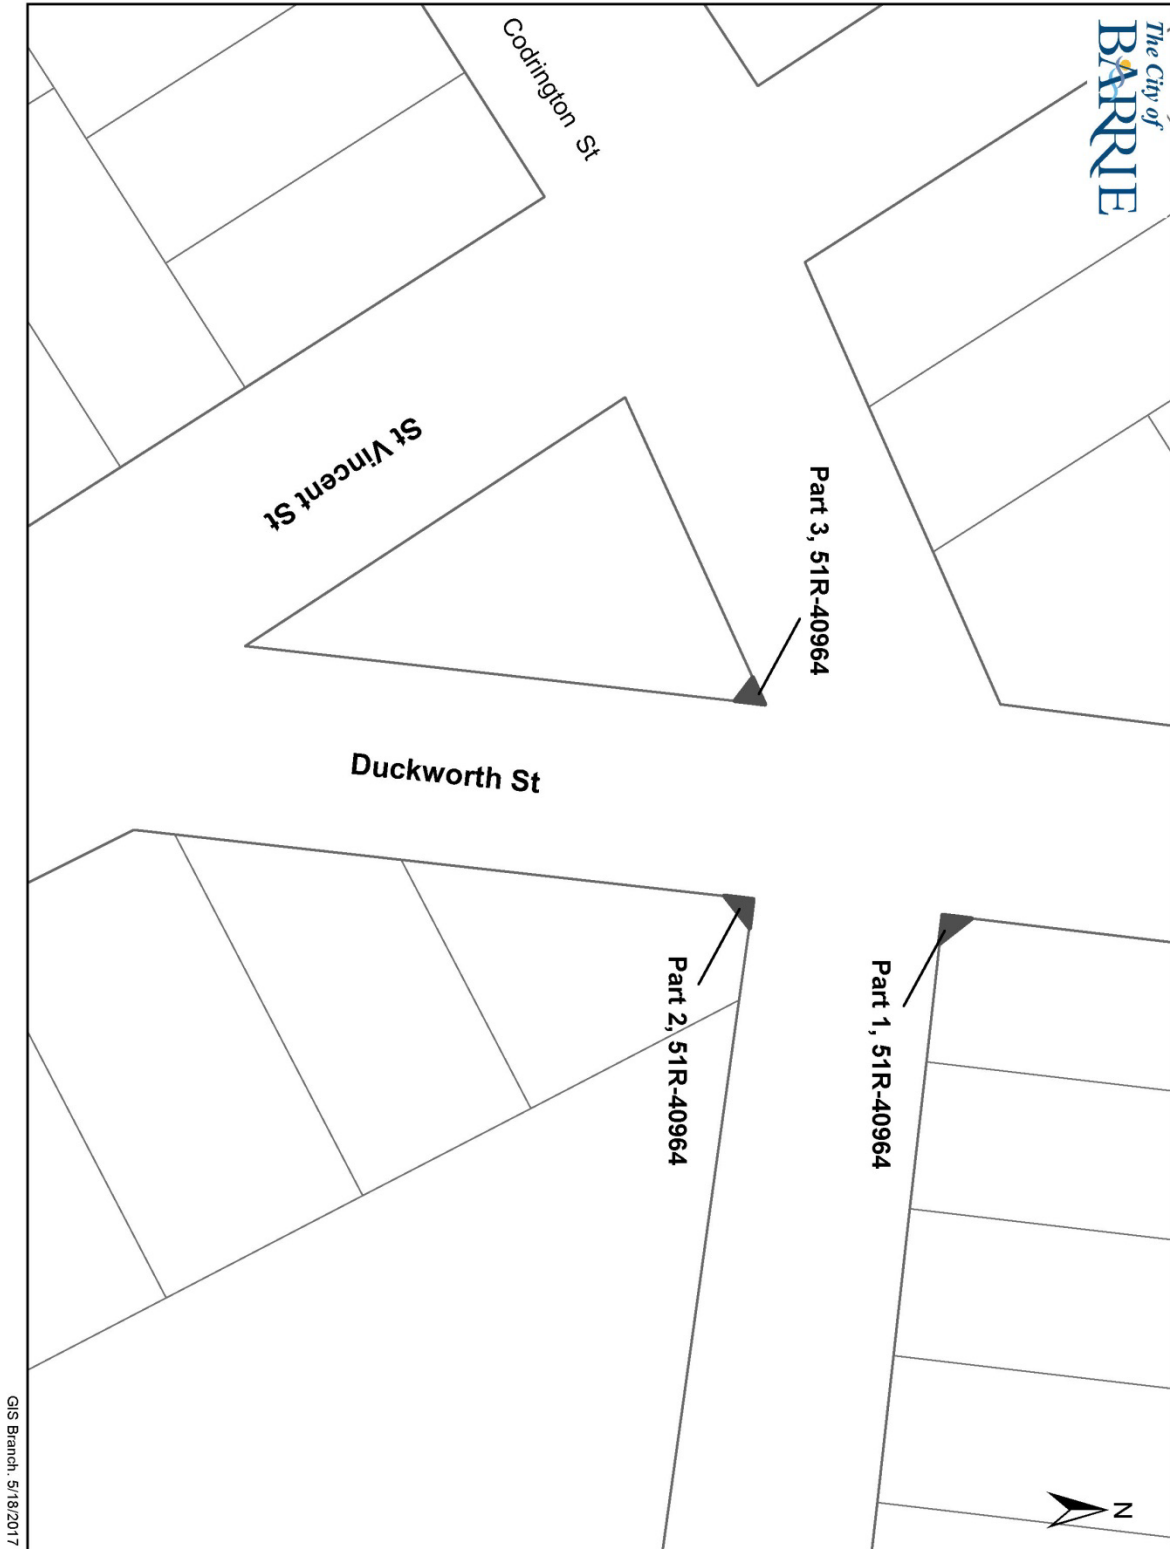 The City of
BARRIE
Codrington St
St Vincent St
Part 3, 51R-40964
Duckworth St
Part 1, 51R-40964
Part 2, 51R-40964
N
GIS Branch. 5/18/2017